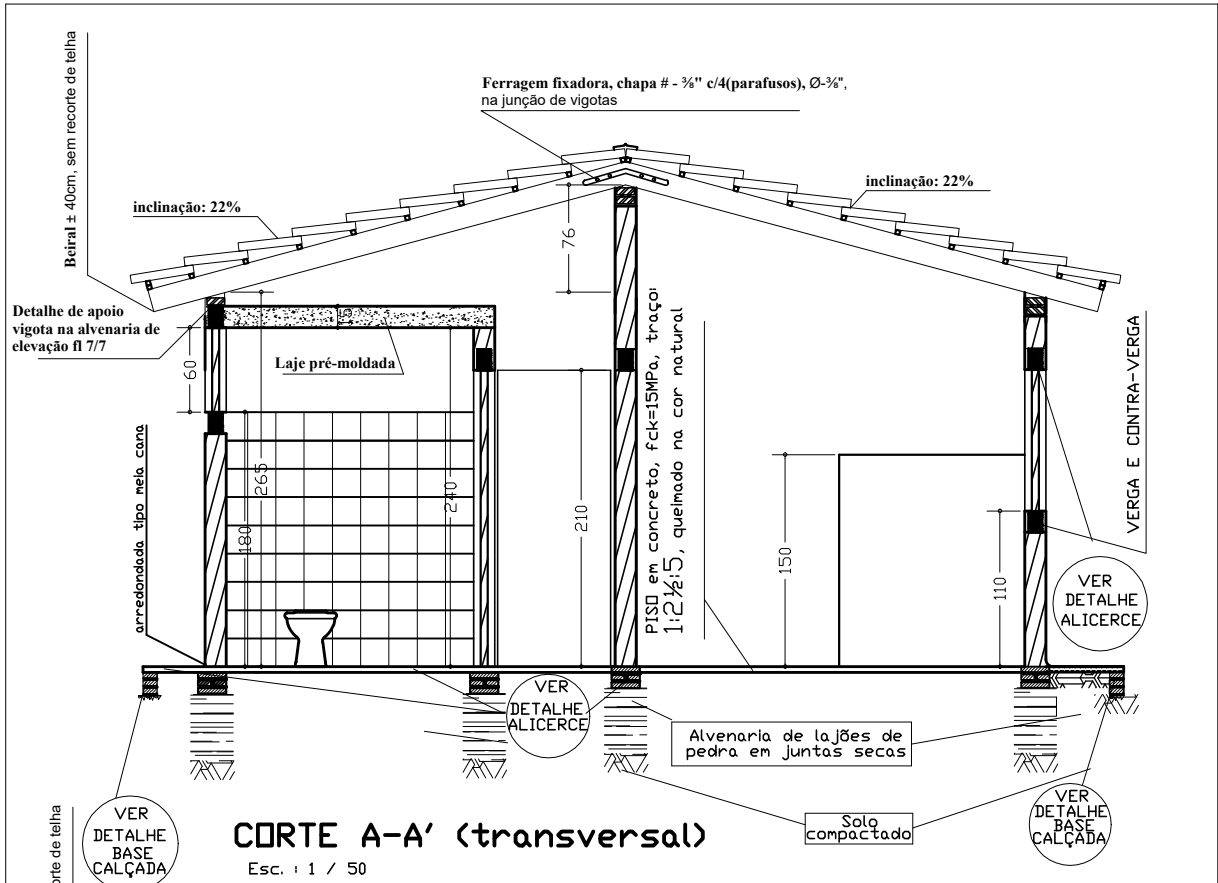 Beiral ± 40cm, sem recorte de telha
Ferragem fixadora, chapa # - ⅜" c/4(parafusos), Ø-⅜",
na junção de vigotas
inclinação: 22%
inclinação: 22%
76
Detalhe de apoio
vigota na alvenaria de
elevação fl 7/7
15
Laje pré-moldada
60
arredondada tipo meia cana
180
265
240
210
PISO em concreto, fck=15MPa, traço:
1:2½:5, queimado na cor natural
150
110
VERGA E CONTRA-VERGA
VER
DETALHE
ALICERCE
VER
DETALHE
ALICERCE
Alvenaria de lajões de
pedra em juntas secas
Solo
compactado
VER
DETALHE
BASE
CALÇADA
VER
DETALHE
BASE
CALÇADA
CORTE A-A' (transversal)
Esc. : 1 / 50
orte de telha